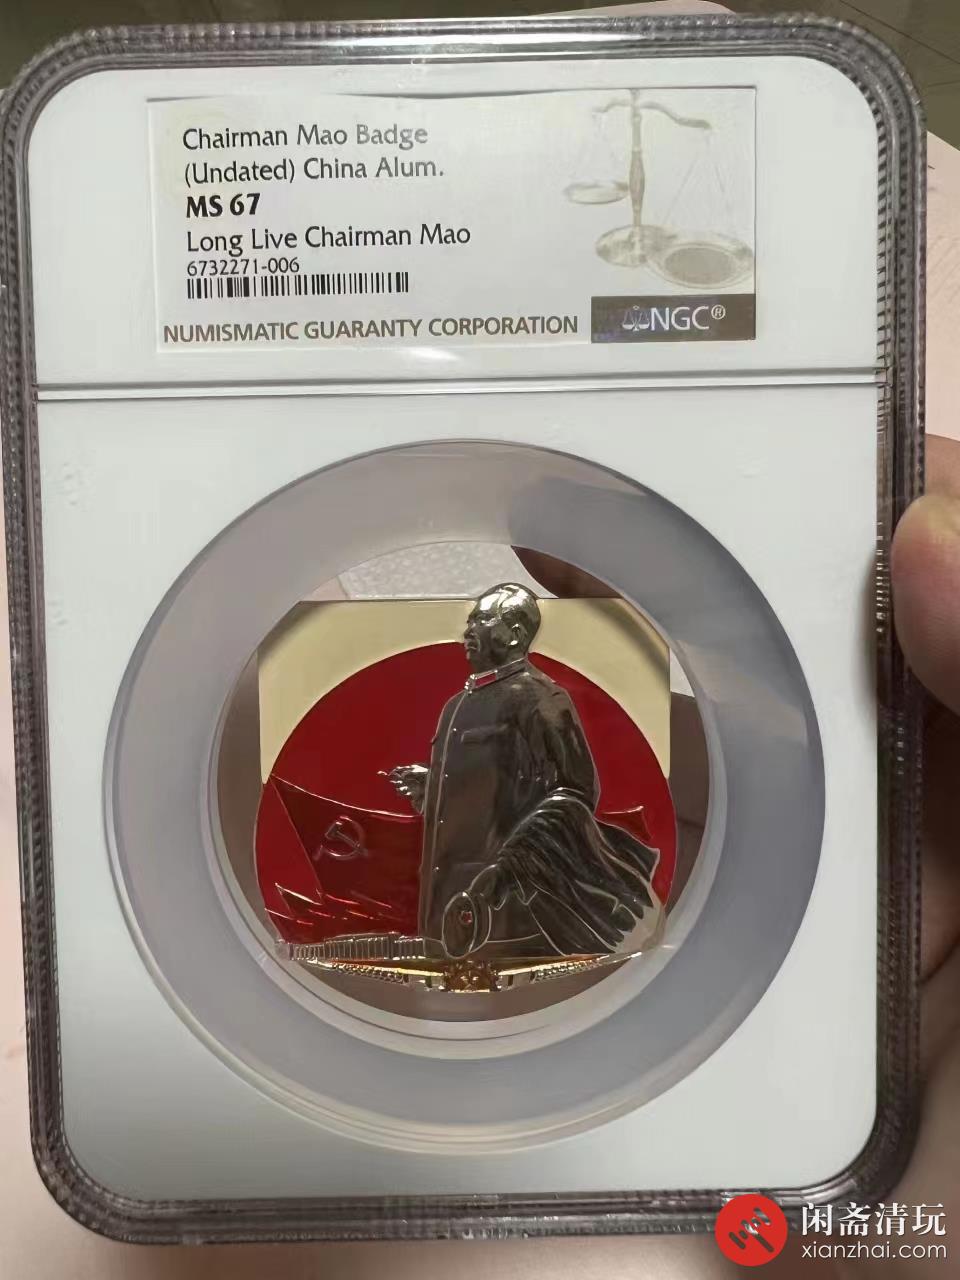 Chairman Mao Badge
(Undated) China Alum.
MS 67
Long Live Chairman Mao
6732271-006
NUMISMATIC GUARANTY CORPORATION
NGC®
闲斋清玩
xianzhai.com